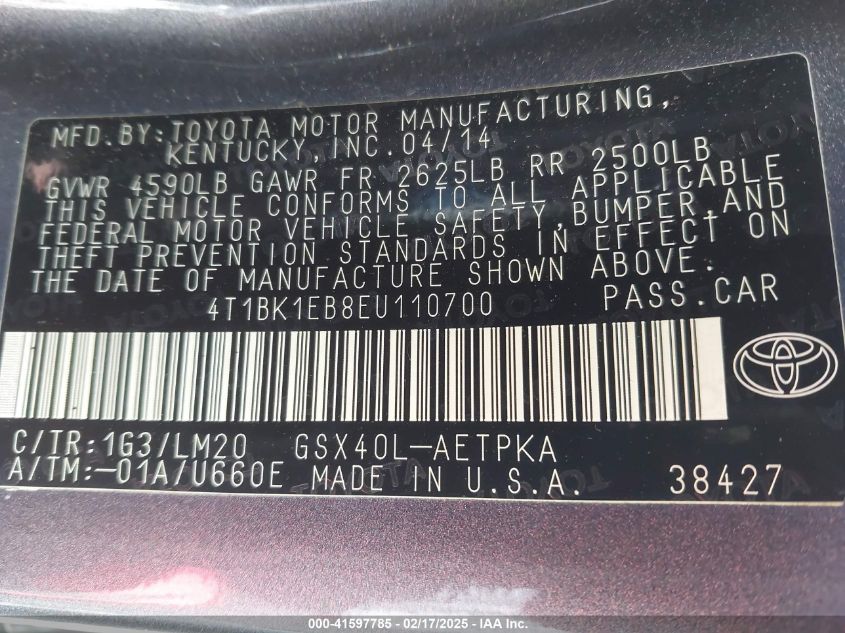 MFD.BY:TOYOTA MOTOR MANUFACTURING,
KENTUCKY,INC.04/14
GVWR 4590LB GAWR FR 2625LB RR 2500LB
THIS VEHICLE CONFORMS TO ALL APPLICABLE
FEDERAL MOTOR VEHICLE SAFETY,BUMPER,AND
THEFT PREVENTION STANDARDS IN EFFECT ON
THE DATE OF MANUFACTURE SHOWN ABOVE.
4T1BK1EB8EU110700 PASS.CAR
C/TR:1G3/LM20 GSX40L-AETPKA
A/TM:-01A/U660E MADE IN U.S.A. 38427
000-41597785 - 02/17/2025 - IAA Inc.